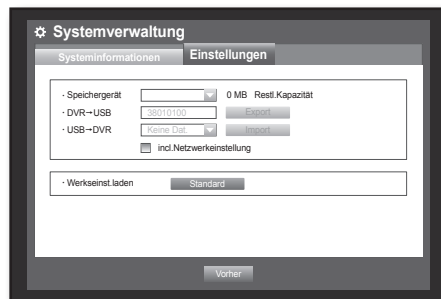 Systemverwaltung
Systeminformationen Einstellungen
· Speichergerät 0 MB Restl.Kapazität
· DVR→USB 38010100 Export
· USB→DVR Keine Dat. Import
incl.Netzwerkeinstellung
· Werkseinst.laden Standard
Vorher